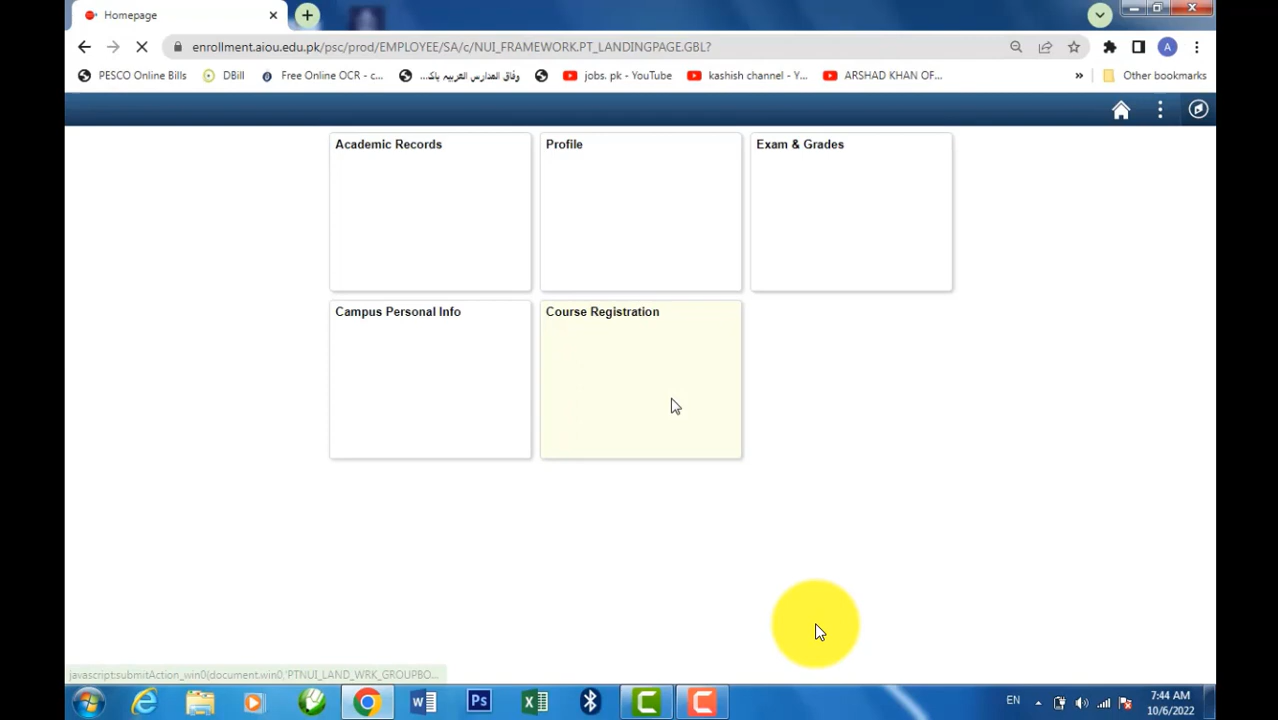 Homepage
enrollment.aiou.edu.pk/psc/prod/EMPLOYEE/SA/c/NUI_FRAMEWORK.PT_LANDINGPAGE.GBL?
A
PESCO Online Bills
DBill
Free Online OCR - c...
وفاق المدارس العربیہ پاک...
jobs. pk - YouTube
kashish channel - Y...
ARSHAD KHAN OF...
»
Other bookmarks
Academic Records
Profile
Exam & Grades
Campus Personal Info
Course Registration
javascript:submitAction_win0(document.win0,'PTNUI_LAND_WRK_GROUPBO...
Ps
EN
7:44 AM
10/6/2022